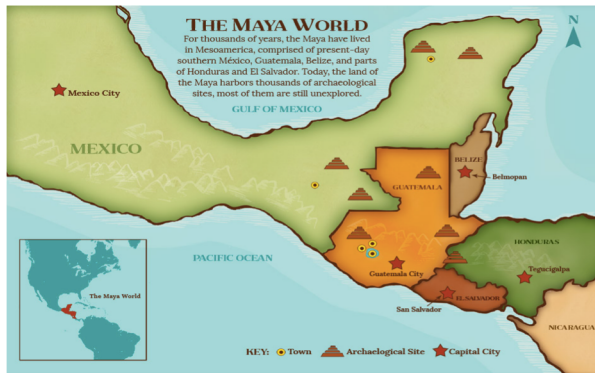 THE MAYA WORLD
For thousands of years, the Maya have lived
in Mesoamerica, comprised of present-day
southern México, Guatemala, Belize, and parts
of Honduras and El Salvador. Today, the land of
the Maya harbors thousands of archaeological
sites, most of them are still unexplored.
N
Mexico City
GULF OF MEXICO
MEXICO
BELIZE
Belmopan
GUATEMALA
HONDURAS
PACIFIC OCEAN
Guatemala City
Tegucigulpa
The Maya World
EL SALVADOR
San Salvador
NICARAGUA
KEY: Town Archaelogical Site Capital City